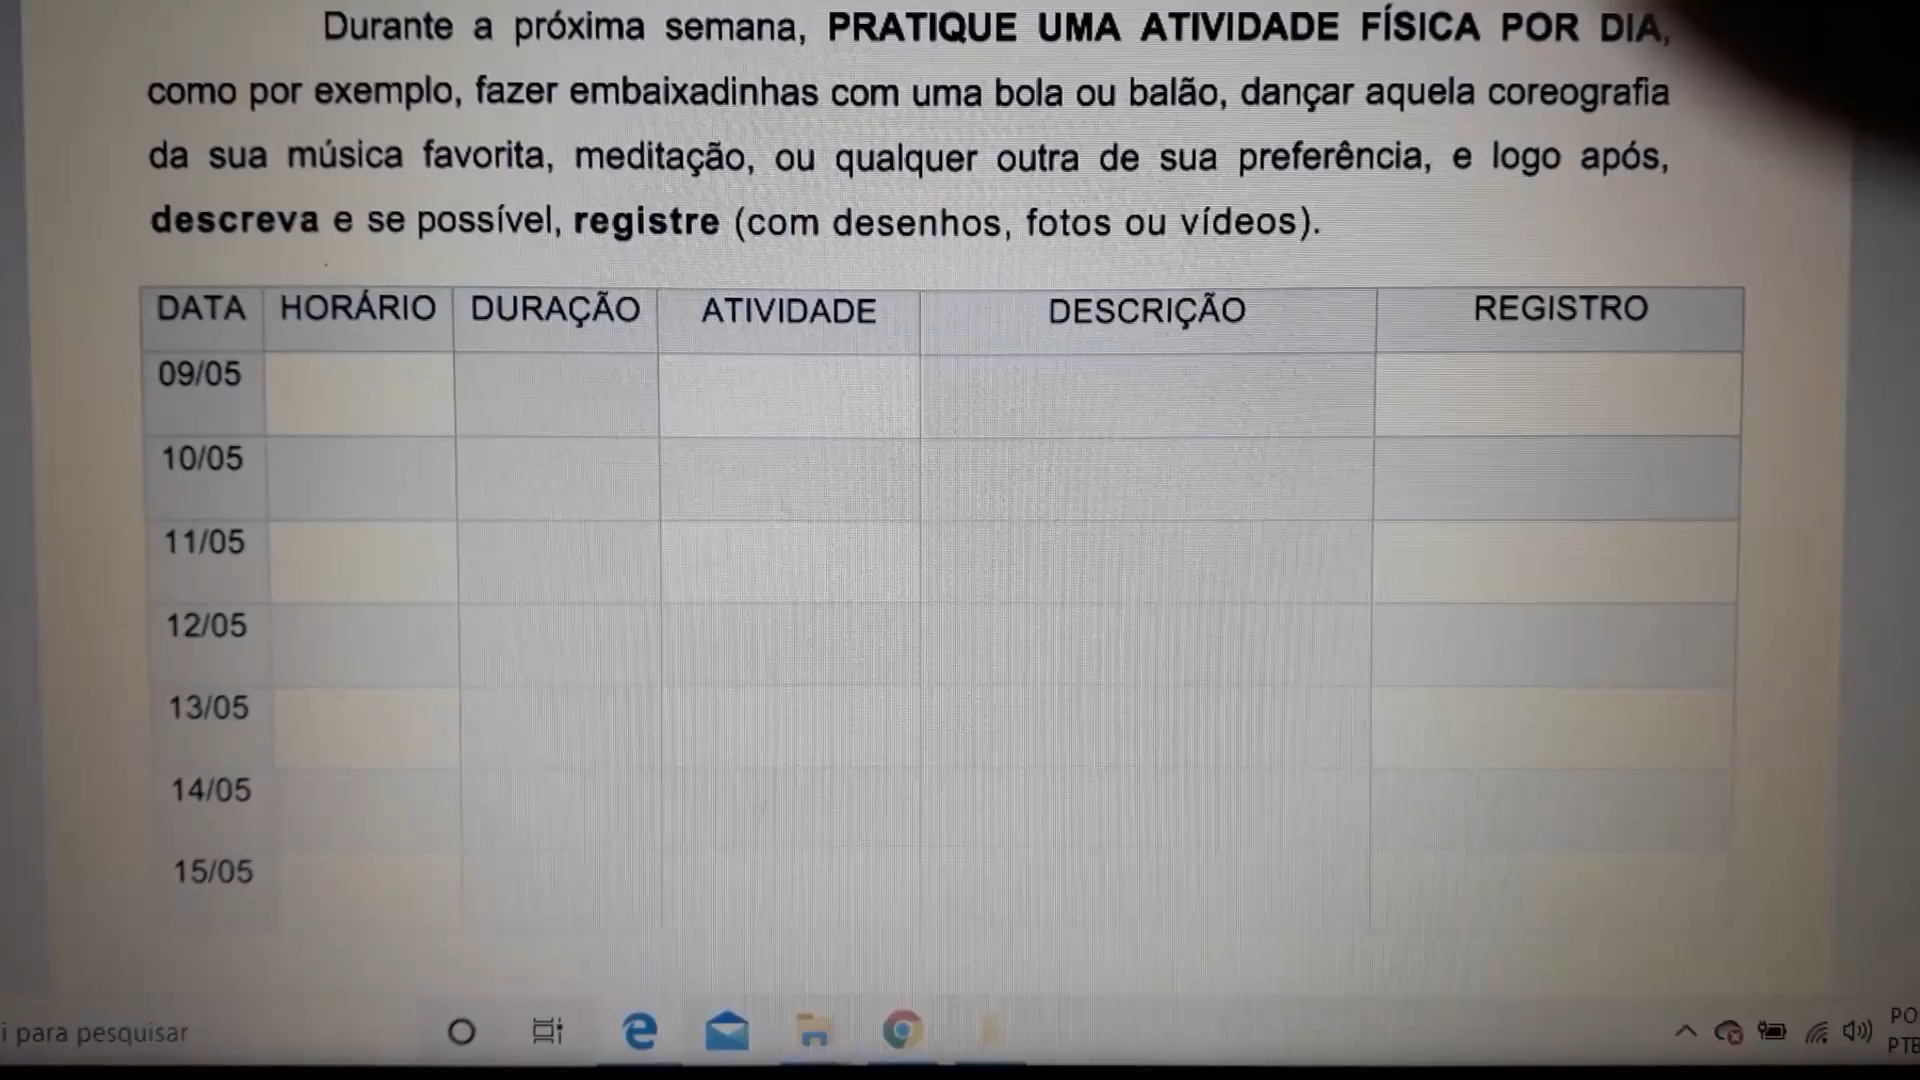 Durante a próxima semana, PRATIQUE UMA ATIVIDADE FÍSICA POR DIA,
como por exemplo, fazer embaixadinhas com uma bola ou balão, dançar aquela coreografia
da sua música favorita, meditação, ou qualquer outra de sua preferência, e logo após,
descreva e se possível, registre (com desenhos, fotos ou vídeos).
DATA HORÁRIO DURAÇÃO ATIVIDADE DESCRIÇÃO REGISTRO
09/05
10/05
11/05
12/05
13/05
14/05
15/05
i para pesquisar
PO
PTB